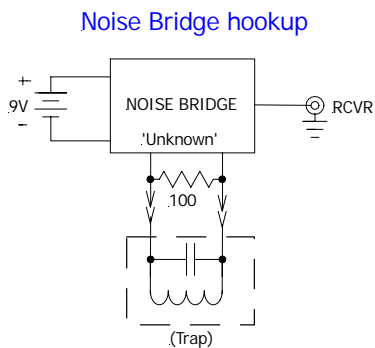 Noise Bridge hookup
+
9V
−
NOISE BRIDGE
'Unknown'
RCVR
100
(Trap)